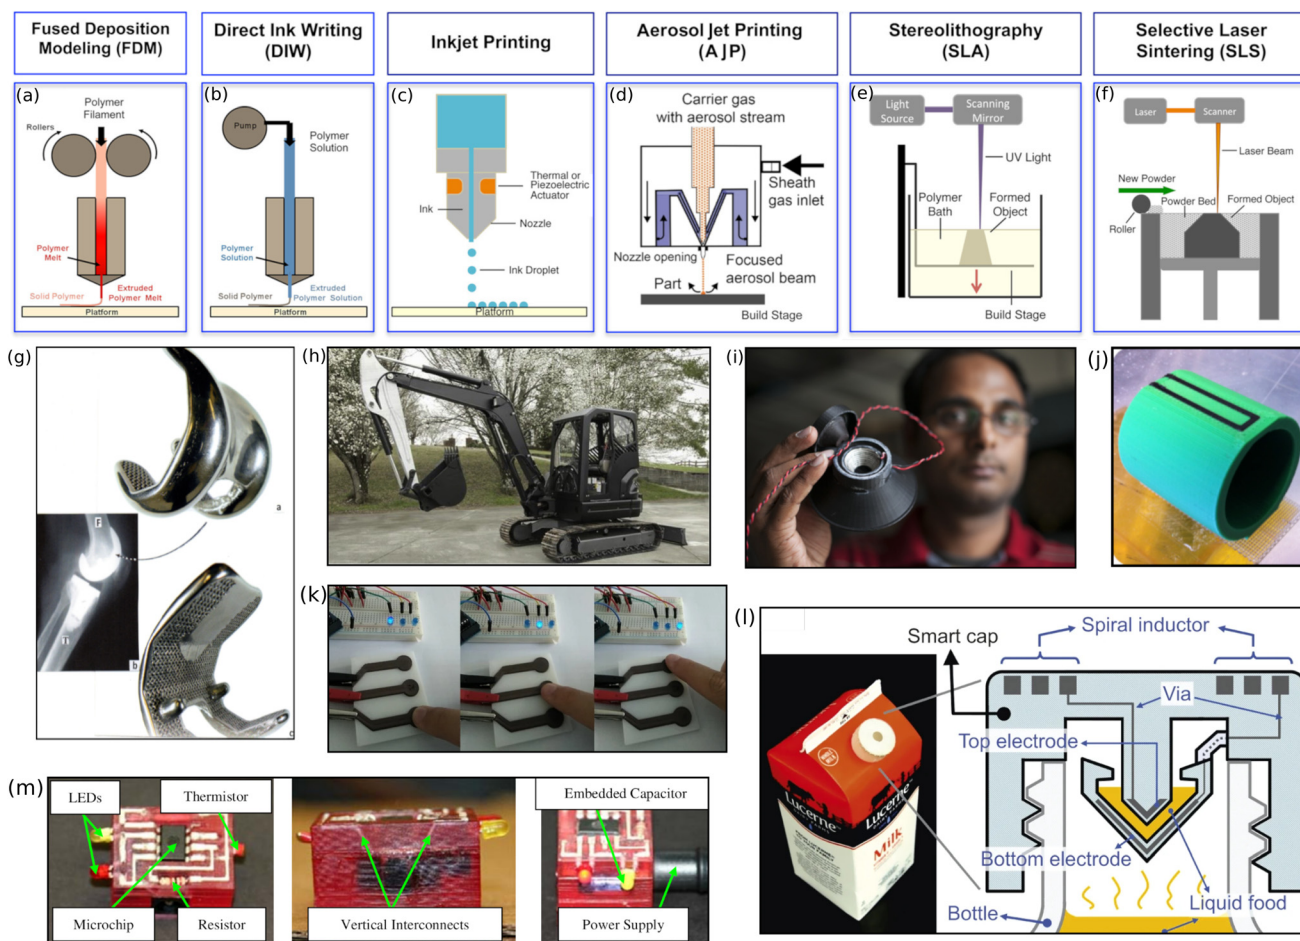 Fused Deposition
Modeling (FDM)
Direct Ink Writing
(DIW)
Inkjet Printing
Aerosol Jet Printing
(AJP)
Stereolithography
(SLA)
Selective Laser
Sintering (SLS)
(a)
Polymer
Filament
Rollers
Polymer
Melt
Solid Polymer
Extruded
Polymer Melt
Platform
(b)
Pump
Polymer
Solution
Polymer
Solution
Solid Polymer
Extruded
Polymer Solution
Platform
(c)
Thermal or
Piezoelectric
Actuator
Ink
Nozzle
Ink Droplet
Platform
(d)
Carrier gas
with aerosol stream
Sheath
gas inlet
Nozzle opening
Focused
aerosol beam
Part
Build Stage
(e)
Light
Source
Scanning
Mirror
UV Light
Polymer
Bath
Formed
Object
Build Stage
(f)
Laser
Scanner
Laser Beam
New Powder
Powder Bed
Formed Object
Roller
(g)
a
F
T
b
c
(h)
(i)
(j)
(k)
(l)
Smart cap
Spiral inductor
Via
Top electrode
Bottom electrode
Liquid food
Bottle
Lucerne
Lucerne
Milk
(m)
LEDs
Thermistor
Microchip
Resistor
Vertical Interconnects
Embedded Capacitor
Power Supply